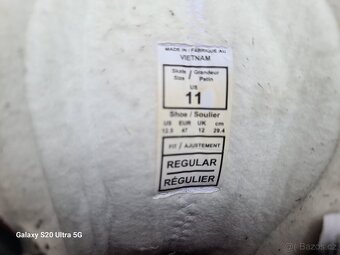 MADE IN / FABRIQUÉ AU
VIETNAM
Skate / Grandeur
Size / Patin
US
11
Shoe / Soulier
US EUR UK cm
12.5 47 12 29.4
FIT / AJUSTEMENT
REGULAR
RÉGULIER
Galaxy S20 Ultra 5G
Bazoš.cz